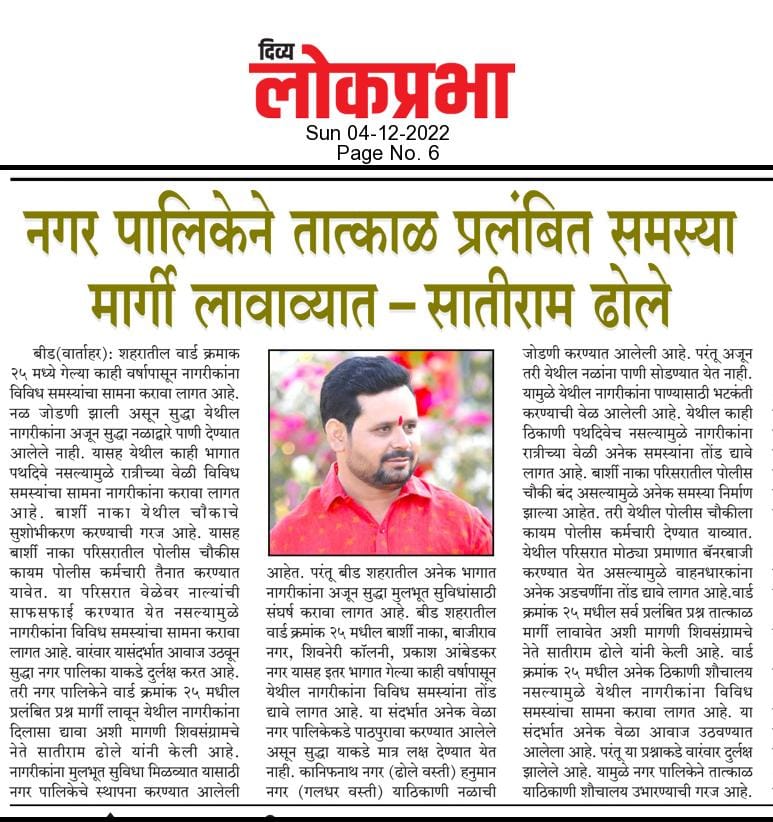 दिव्य
लोकप्रभा
Sun 04-12-2022
Page No. 6
नगर पालिकेने तात्काळ प्रलंबित समस्या
मार्गी लावाव्यात – सातीराम ढोले
बीड(वार्ताहर): शहरातील वार्ड क्रमाक
२५ मध्ये गेल्या काही वर्षापासून नागरीकांना
विविध समस्यांचा सामना करावा लागत आहे.
नळ जोडणी झाली असून सुद्धा येथील
नागरीकांना अजून सुद्धा नळाद्वारे पाणी देण्यात
आलेले नाही. यासह येथील काही भागात
पथदिवे नसल्यामुळे रात्रीच्या वेळी विविध
समस्यांचा सामना नागरीकांना करावा लागत
आहे. बार्शी नाका येथील चौकाचे
सुशोभीकरण करण्याची गरज आहे. यासह
बार्शी नाका परिसरातील पोलीस चौकीस
कायम पोलीस कर्मचारी तैनात करण्यात
यावेत. या परिसरात वेळेवर नाल्यांची
साफसफाई करण्यात येत नसल्यामुळे
नागरीकांना विविध समस्यांचा सामना करावा
लागत आहे. वारंवार यासंर्दभात आवाज उठवून
सुद्धा नगर पालिका याकडे दुर्लक्ष करत आहे.
तरी नगर पालिकेने वार्ड क्रमांक २५ मधील
प्रलंबित प्रश्न मार्गी लावून येथील नागरीकांना
दिलासा द्यावा अशी मागणी शिवसंग्रामचे
नेते सातीराम ढोले यांनी केली आहे.
नागरीकांना मुलभूत सुविधा मिळव्यात यासाठी
नगर पालिकेचे स्थापना करण्यात आलेली
आहेत. परंतू बीड शहरातील अनेक भागात
नागरीकांना अजून सुद्धा मुलभूत सुविधांसाठी
संघर्ष करावा लागत आहे. बीड शहरातील
वार्ड क्रमांक २५ मधील बार्शी नाका, बाजीराव
नगर, शिवनेरी कॉलनी, प्रकाश आंबेडकर
नगर यासह इतर भागात गेल्या काही वर्षापासून
येथील नागरीकांना विविध समस्यांना तोंड
द्यावे लागत आहे. या संदर्भात अनेक वेळा
नगर पालिकेकडे पाठपुरावा करण्यात आलेले
असून सुद्धा याकडे मात्र लक्ष देण्यात येत
नाही. कानिफनाथ नगर (ढोले वस्ती) हनुमान
नगर (गलधर वस्ती) याठिकाणी नळाची
जोडणी करण्यात आलेली आहे. परंतू अजून
तरी येथील नळांना पाणी सोडण्यात येत नाही.
यामुळे येथील नागरीकांना पाण्यासाठी भटकंती
करण्याची वेळ आलेली आहे. येथील काही
ठिकाणी पथदिवेच नसल्यामुळे नागरीकांना
रात्रीच्या वेळी अनेक समस्यांना तोंड द्यावे
लागत आहे. बार्शी नाका परिसरातील पोलीस
चौकी बंद असल्यामुळे अनेक समस्या निर्माण
झाल्या आहेत. तरी येथील पोलीस चौकीला
कायम पोलीस कर्मचारी देण्यात याव्यात.
येथील परिसरात मोठ्या प्रमाणात बॅनरबाजी
करण्यात येत असल्यामुळे वाहनधारकांना
अनेक अडचणींना तोंड द्यावे लागत आहे.वार्ड
क्रमांक २५ मधील सर्व प्रलंबित प्रश्न तात्काळ
मार्गी लावावेत अशी मागणी शिवसंग्रामचे
नेते सातीराम ढोले यांनी केली आहे. वार्ड
क्रमांक २५ मधील अनेक ठिकाणी शौचालय
नसल्यामुळे येथील नागरीकांना विविध
समस्यांचा सामना करावा लागत आहे. या
संदर्भात अनेक वेळा आवाज उठवण्यात
आलेला आहे. परंतू या प्रश्नाकडे वारंवार दुर्लक्ष
झालेले आहे. यामुळे नगर पालिकेने तात्काळ
याठिकाणी शौचालय उभारण्याची गरज आहे.